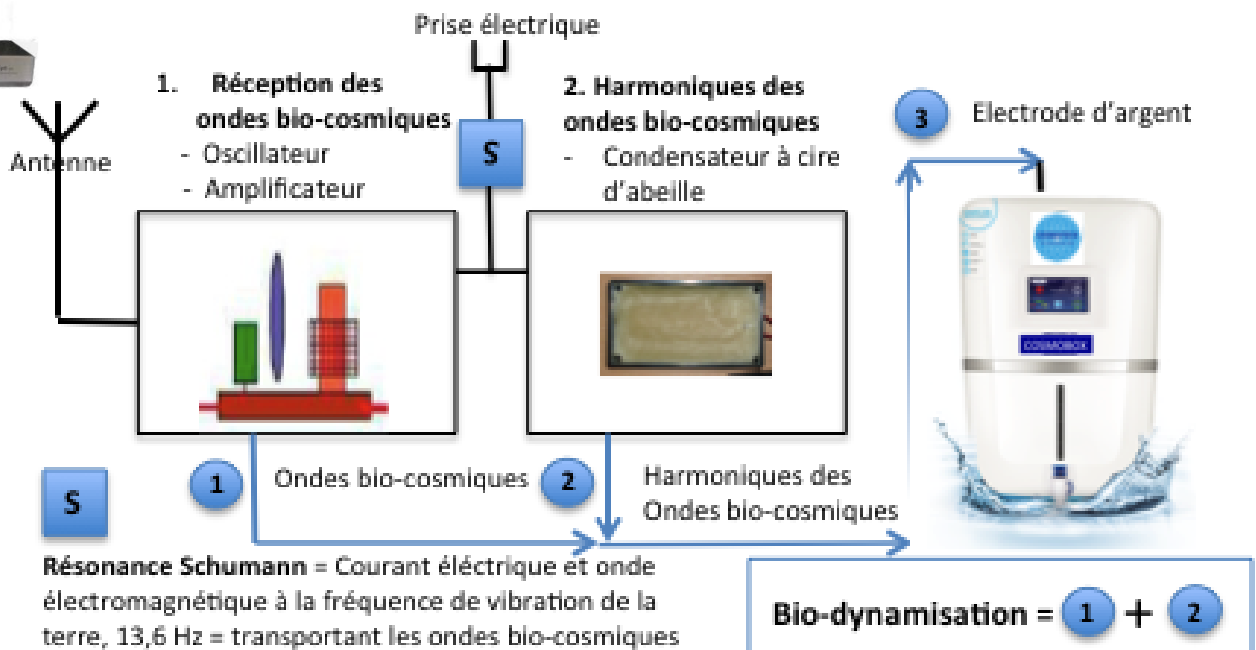 Prise électrique
1. Réception des
ondes bio-cosmiques
- Oscillateur
- Amplificateur
Antenne
S
2. Harmoniques des
ondes bio-cosmiques
- Condensateur à cire
d'abeille
3 Electrode d'argent
COSMOBOX
1 Ondes bio-cosmiques
2 Harmoniques des
Ondes bio-cosmiques
S
Résonance Schumann = Courant éléctrique et onde
électromagnétique à la fréquence de vibration de la
terre, 13,6 Hz = transportant les ondes bio-cosmiques
Bio-dynamisation = 1 + 2